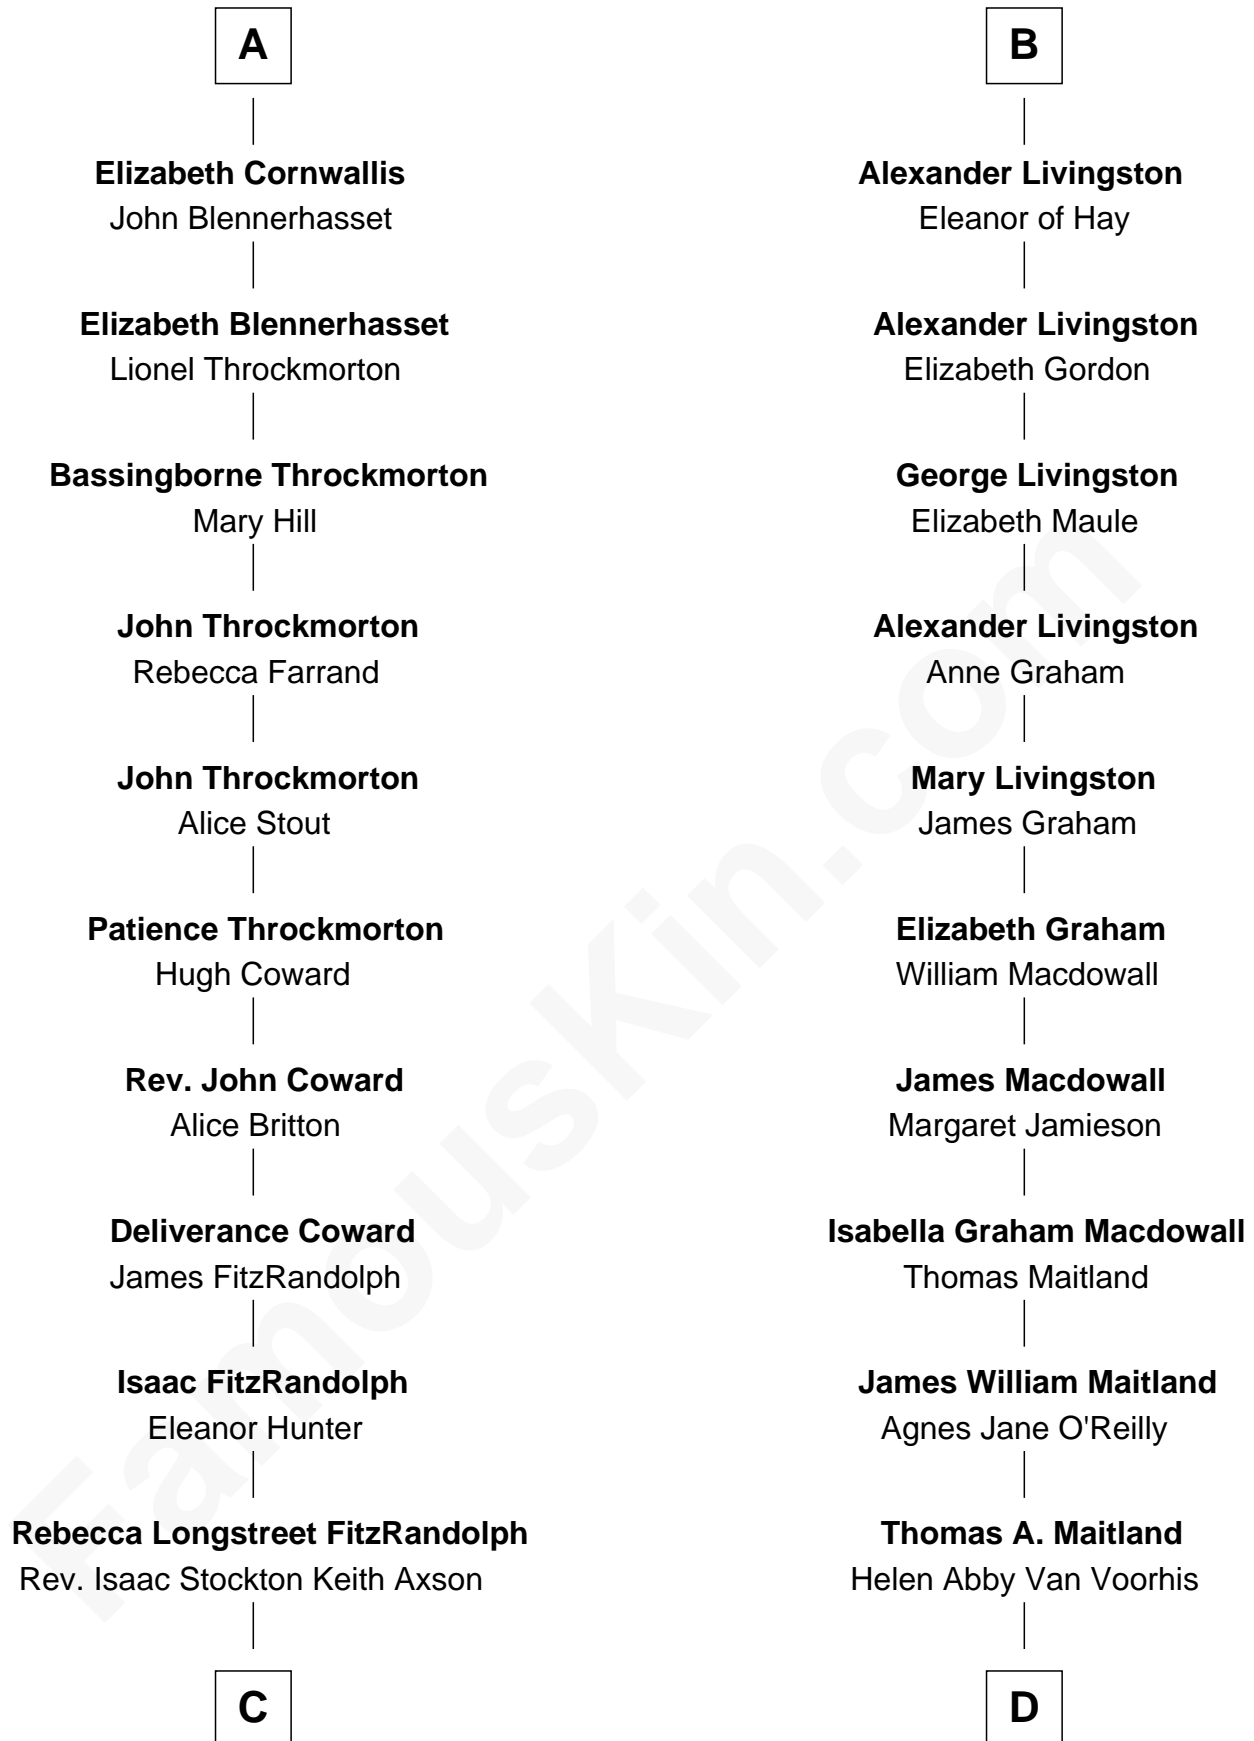 A
Elizabeth Cornwallis
John Blennerhasset
Elizabeth Blennerhasset
Lionel Throckmorton
Bassingborne Throckmorton
Mary Hill
John Throckmorton
Rebecca Farrand
John Throckmorton
Alice Stout
Patience Throckmorton
Hugh Coward
Rev. John Coward
Alice Britton
Deliverance Coward
James FitzRandolph
Isaac FitzRandolph
Eleanor Hunter
Rebecca Longstreet FitzRandolph
Rev. Isaac Stockton Keith Axson
C
B
Alexander Livingston
Eleanor of Hay
Alexander Livingston
Elizabeth Gordon
George Livingston
Elizabeth Maule
Alexander Livingston
Anne Graham
Mary Livingston
James Graham
Elizabeth Graham
William Macdowall
James Macdowall
Margaret Jamieson
Isabella Graham Macdowall
Thomas Maitland
James William Maitland
Agnes Jane O'Reilly
Thomas A. Maitland
Helen Abby Van Voorhis
D
FamousKin.com